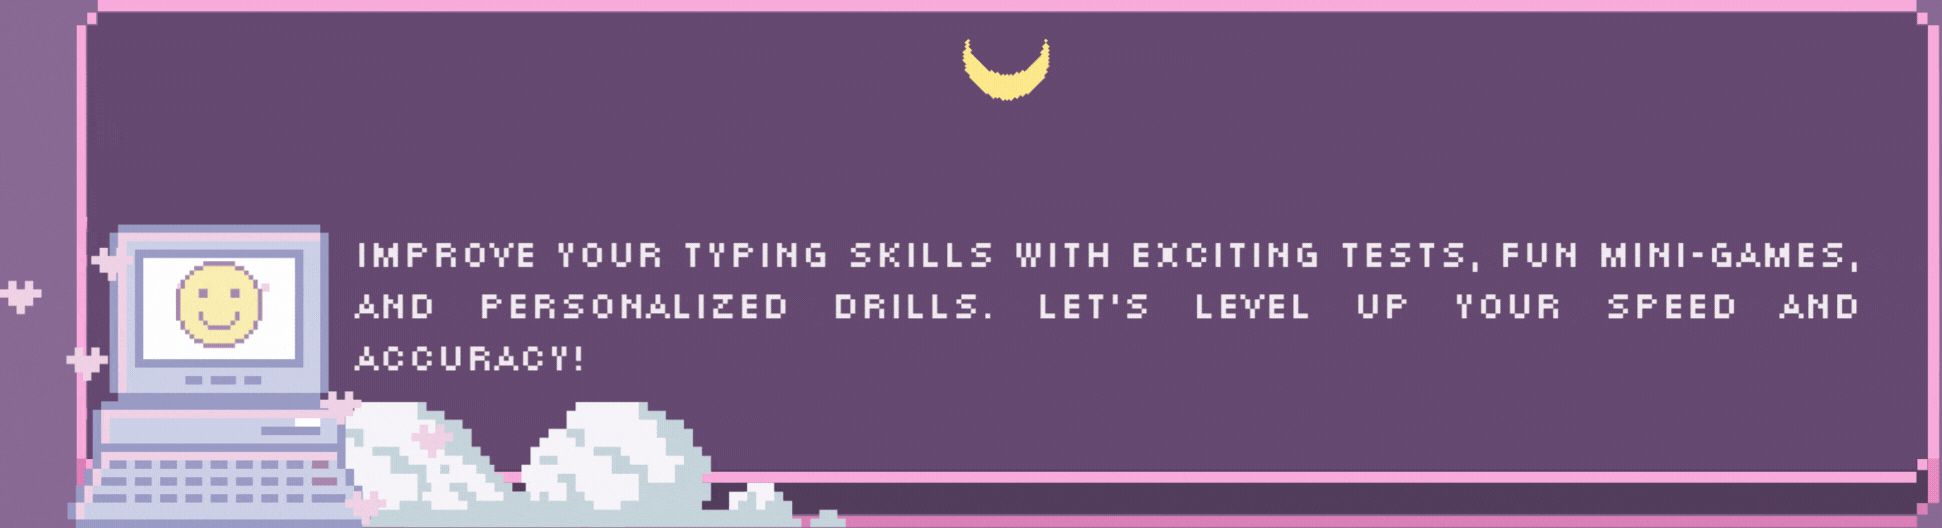 IMPROVE YOUR TYPING SKILLS WITH EXCITING TESTS, FUN MINI-GAMES,
AND PERSONALIZED DRILLS. LET'S LEVEL UP YOUR SPEED AND
ACCURACY!